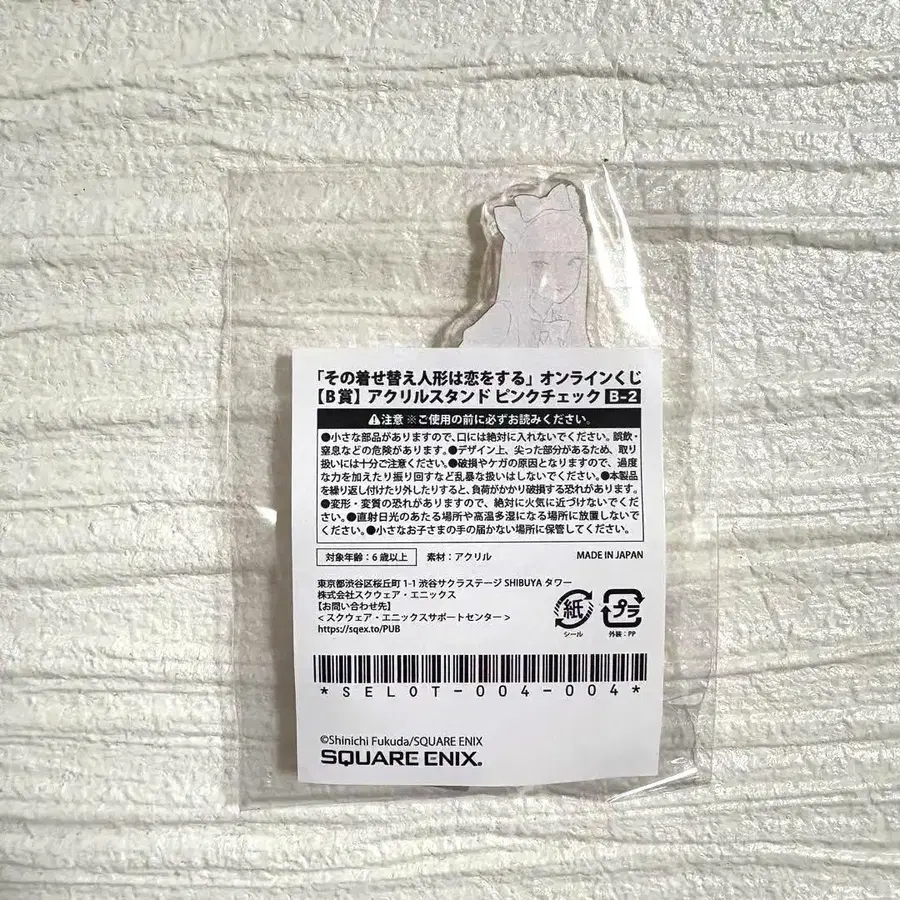 「その着せ替え人形は恋をする」オンラインくじ
【B賞】アクリルスタンド ピンクチェック B-2
⚠注意 ※ご使用の前に必ずお読みください。
●小さな部品がありますので、口には絶対に入れないでください。誤飲・
窒息などの危険があります。●デザイン上、尖った部分があるため、取り
扱いには十分ご注意ください。●破損やケガの原因となりますので、過度
な力を加えたり振り回すなど乱暴な扱いはしないでください。●本製品
を繰り返し付けたり外したりすると、負荷がかかり破損する恐れがあります。
●変形・変質の恐れがありますので、絶対に火気に近づけないでくだ
さい。●直射日光のあたる場所や高温多湿になる場所に放置しないで
ください。●小さなお子さまの手の届かない場所に保管してください。
対象年齢：6歳以上 素材：アクリル MADE IN JAPAN
東京都渋谷区桜丘町 1-1 渋谷サクラステージ SHIBUYA タワー
株式会社スクウェア・エニックス
【お問い合わせ先】
＜スクウェア・エニックスサポートセンター＞
https://sqex.to/PUB
紙 シール
プラ 外装：PP
*SEL0T-004-004*
©Shinichi Fukuda/SQUARE ENIX
SQUARE ENIX.